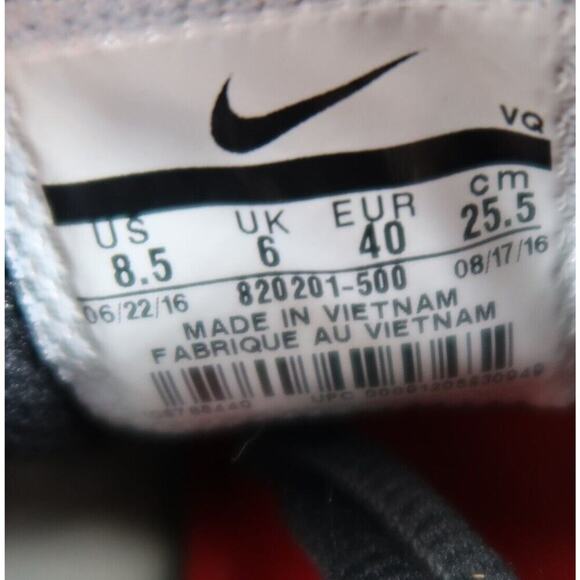 VQ
US UK EUR cm
8.5 6 40 25.5
06/22/16 820201-500 08/17/16
MADE IN VIETNAM
FABRIQUE AU VIETNAM
UPC